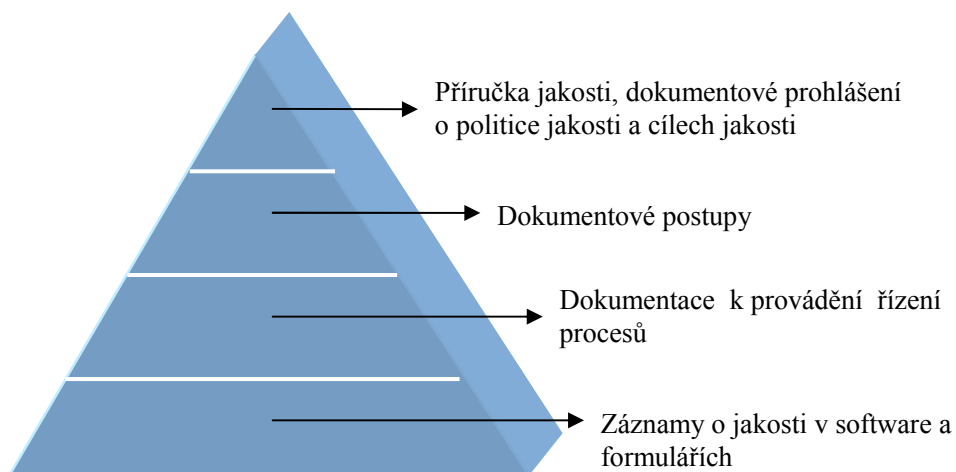 Příručka jakosti, dokumentové prohlášení
o politice jakosti a cílech jakosti
Dokumentové postupy
Dokumentace k provádění řízení
procesů
Záznamy o jakosti v software a
formulářích